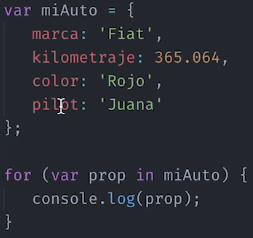 var miAuto = {
marca: 'Fiat',
kilometraje: 365.064,
color: 'Rojo',
pilot: 'Juana'
};
for (var prop in miAuto) {
console.log(prop);
}